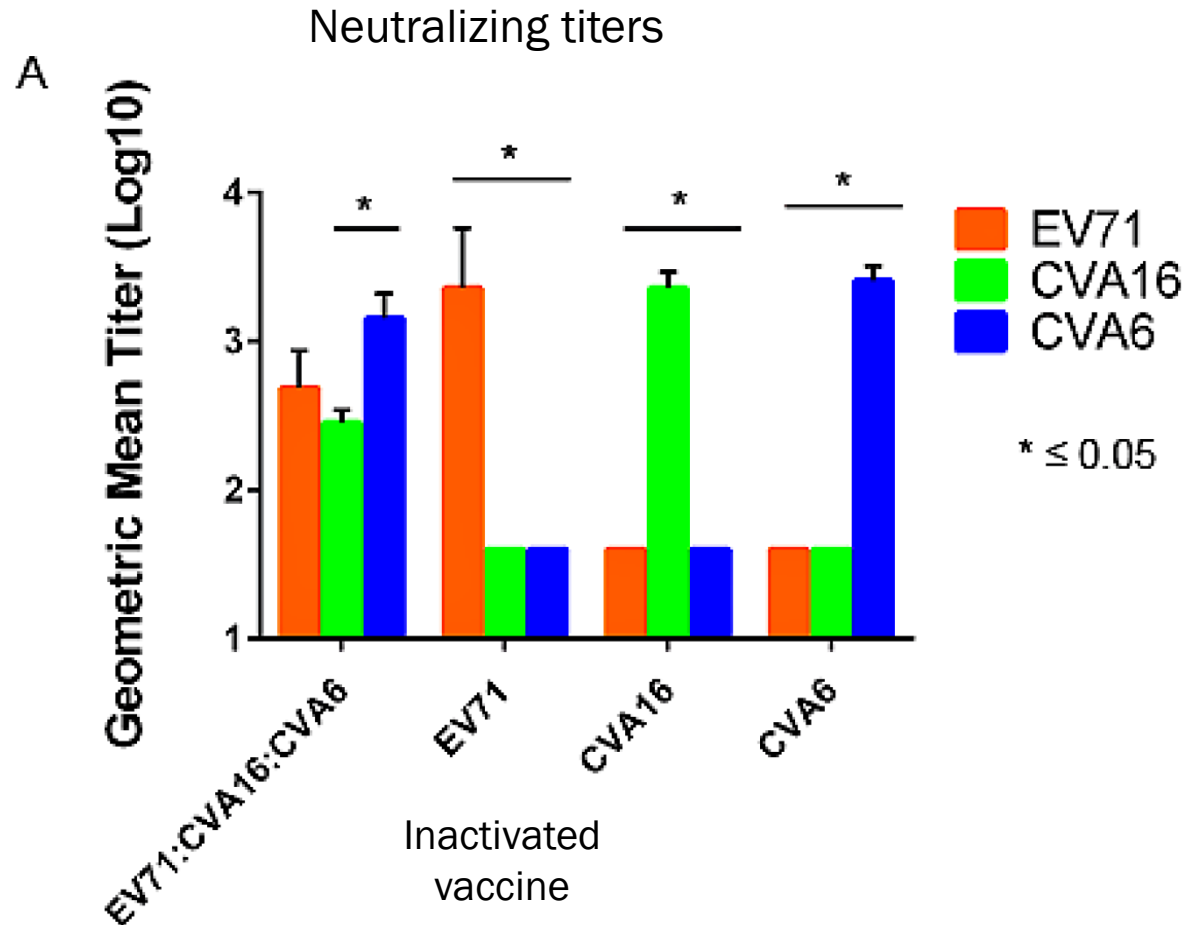 Neutralizing titers
A
Geometric Mean Titer (Log10)
4
3
2
1
*
*
*
*
EV71
CVA16
CVA6
* ≤ 0.05
EV71:CVA16:CVA6
EV71
CVA16
CVA6
Inactivated
vaccine